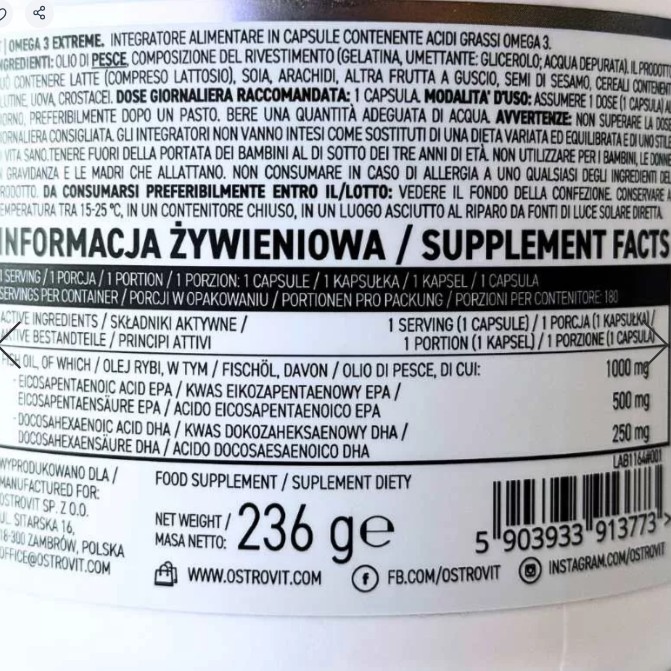 | OMEGA 3 EXTREME. INTEGRATORE ALIMENTARE IN CAPSULE CONTENENTE ACIDI GRASSI OMEGA 3.
NGREDIENTI: OLIO DI PESCE, COMPOSIZIONE DEL RIVESTIMENTO (GELATINA, UMETTANTE: GLICEROLO; ACQUA DEPURATA). IL PRODOTT
UÒ CONTENERE LATTE (COMPRESO LATTOSIO), SOIA, ARACHIDI, ALTRA FRUTTA A GUSCIO, SEMI DI SESAMO, CEREALI CONTENENT
LUTINE, UOVA, CROSTACEI. DOSE GIORNALIERA RACCOMANDATA: 1 CAPSULA. MODALITA' D'USO: ASSUMERE 1 DOSE (1 CAPSULA) A
IORNO, PREFERIBILMENTE DOPO UN PASTO. BERE UNA QUANTITÀ ADEGUATA DI ACQUA. AVVERTENZE: NON SUPERARE LA DOSE
ORNALIERA CONSIGLIATA. GLI INTEGRATORI NON VANNO INTESI COME SOSTITUTI DI UNA DIETA VARIATA ED EQUILIBRATA E DI UNO STILE
I VITA SANO. TENERE FUORI DELLA PORTATA DEI BAMBINI AL DI SOTTO DEI TRE ANNI DI ETÀ. NON UTILIZZARE PER I BAMBINI, LE DONNE
N GRAVIDANZA E LE MADRI CHE ALLATTANO. NON CONSUMARE IN CASO DI ALLERGIA A UNO QUALSIASI DEGLI INGREDIENTI DEL
RODOTTO. DA CONSUMARSI PREFERIBILMENTE ENTRO IL/LOTTO: VEDERE IL FONDO DELLA CONFEZIONE. CONSERVARE A
EMPERATURA TRA 15-25 °C, IN UN CONTENITORE CHIUSO, IN UN LUOGO ASCIUTTO AL RIPARO DA FONTI DI LUCE SOLARE DIRETTA.
INFORMACJA ŻYWIENIOWA / SUPPLEMENT FACTS
1 SERVING / 1 PORCJA / 1 PORTION / 1 PORZION: 1 CAPSULE / 1 KAPSUŁKA / 1 KAPSEL / 1 CAPSULA
SERVINGS PER CONTAINER / PORCJI W OPAKOWANIU / PORTIONEN PRO PACKUNG / PORZIONI PER CONTENITORE: 180
ACTIVE INGREDIENTS / SKŁADNIKI AKTYWNE / 1 SERVING (1 CAPSULE) / 1 PORCJA (1 KAPSUŁKA) /
AKTIVE BESTANDTEILE / PRINCIPI ATTIVI 1 PORTION (1 KAPSEL) / 1 PORZIONE (1 CAPSULA)
FISH OIL, OF WHICH / OLEJ RYBI, W TYM / FISCHÖL, DAVON / OLIO DI PESCE, DI CUI: 1000 mg
- EICOSAPENTAENOIC ACID EPA / KWAS EIKOZAPENTAENOWY EPA /
EICOSAPENTAENSÄURE EPA / ACIDO EICOSAPENTAENOICO EPA 500 mg
- DOCOSAHEXAENOIC ACID DHA / KWAS DOKOZAHEKSAENOWY DHA /
DOCOSAHEXAENSÄURE DHA / ACIDO DOCOSAESAENOICO DHA 250 mg
LAB1164#001
WYPRODUKOWANO DLA /
MANUFACTURED FOR:
OSTROVIT SP. Z O.O.
UL. SITARSKA 16,
18-300 ZAMBRÓW, POLSKA
OFFICE@OSTROVIT.COM
FOOD SUPPLEMENT / SUPLEMENT DIETY
NET WEIGHT /
MASA NETTO: 236 g e
5 903933 913773
WWW.OSTROVIT.COM FB.COM/OSTROVIT INSTAGRAM.COM/OSTROVIT